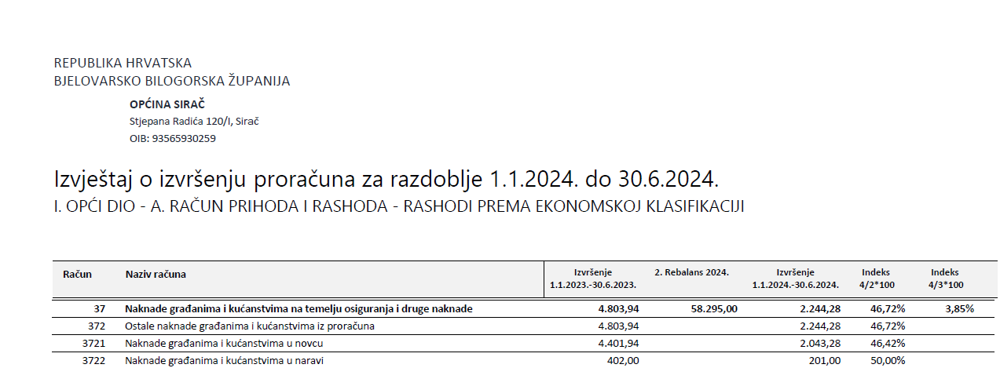 REPUBLIKA HRVATSKA
BJELOVARSKO BILOGORSKA ŽUPANIJA
OPĆINA SIRAČ
Stjepana Radića 120/I, Sirač
OIB: 93565930259
Izvještaj o izvršenju proračuna za razdoblje 1.1.2024. do 30.6.2024.
I. OPĆI DIO - A. RAČUN PRIHODA I RASHODA - RASHODI PREMA EKONOMSKOJ KLASIFIKACIJI
Račun Naziv računa Izvršenje 2. Rebalans 2024. Izvršenje Indeks Indeks
1.1.2023.-30.6.2023. 1.1.2024.-30.6.2024. 4/2*100 4/3*100
37 Naknade građanima i kućanstvima na temelju osiguranja i druge naknade 4.803,94 58.295,00 2.244,28 46,72% 3,85%
372 Ostale naknade građanima i kućanstvima iz proračuna 4.803,94 2.244,28 46,72%
3721 Naknade građanima i kućanstvima u novcu 4.401,94 2.043,28 46,42%
3722 Naknade građanima i kućanstvima u naravi 402,00 201,00 50,00%